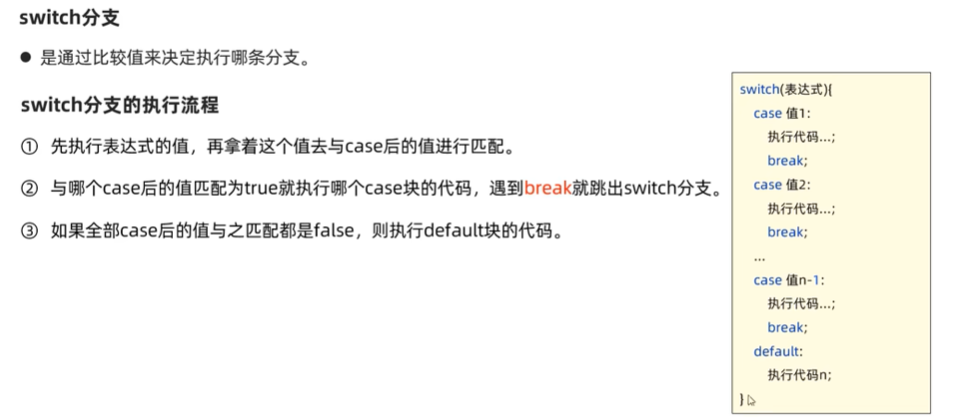 switch分支
● 是通过比较值来决定执行哪条分支。
switch分支的执行流程
① 先执行表达式的值，再拿着这个值去与case后的值进行匹配。
② 与哪个case后的值匹配为true就执行哪个case块的代码，遇到break就跳出switch分支。
③ 如果全部case后的值与之匹配都是false，则执行default块的代码。
switch(表达式){
case 值1:
执行代码...;
break;
case 值2:
执行代码...;
break;
...
case 值n-1:
执行代码...;
break;
default:
执行代码n;
}